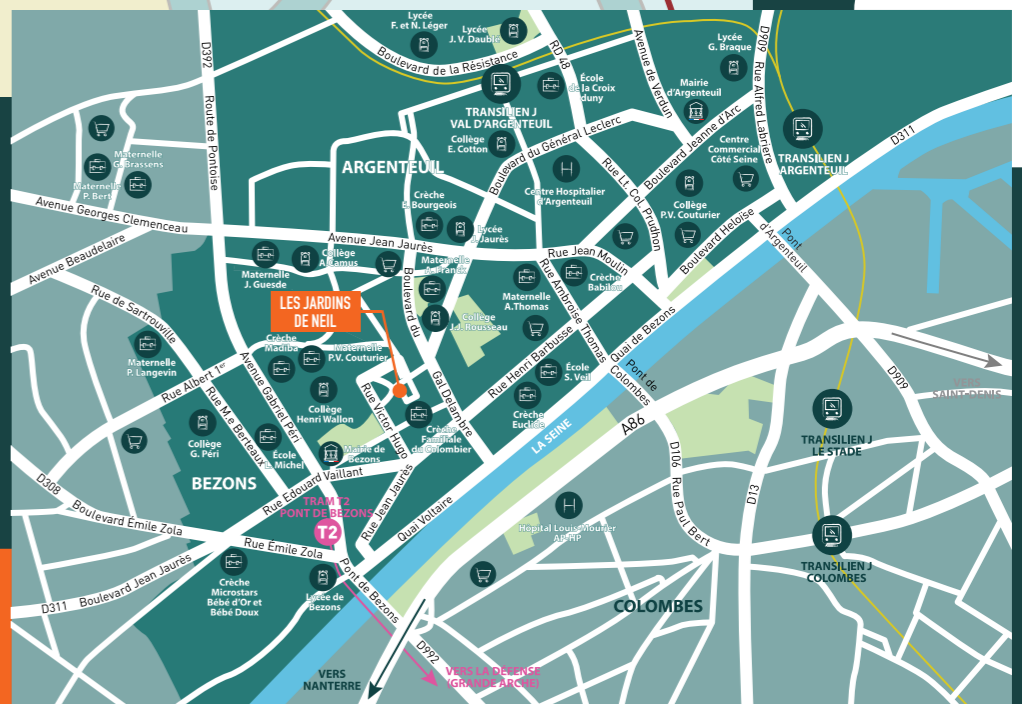 Lycée
F. et N. Léger
Lycée
J. V. Daublé
Boulevard de la Résistance
RD 48
Avenue de Verdun
D909
Rue Alfred Labrière
Lycée
G. Braque
D392
Route de Pontoise
École
de la Croix
duny
Mairie
d'Argenteuil
TRANSILIEN J
VAL D'ARGENTEUIL
Collège
E. Cotton
Boulevard du Général Leclerc
Boulevard Jeanne d'Arc
Centre
Commercial
Côté Seine
TRANSILIEN J
ARGENTEUIL
D311
Maternelle
G. Brassens
Maternelle
P. Bert
ARGENTEUIL
Crèche
E. Bourgeois
Lycée
J. Jaurès
Centre Hospitalier
d'Argenteuil
Rue Lt. Col. Prudhon
Collège
P.V. Couturier
Avenue Georges Clemenceau
Avenue Jean Jaurès
Rue Jean Moulin
Boulevard Heloise
Pont
d'Argenteuil
Avenue Beaudelaire
Maternelle
J. Guesde
Collège
A. Camus
Maternelle
A. Franck
Maternelle
A.Thomas
Crèche
Babilou
Rue de Sartrouville
LES JARDINS
DE NEIL
Boulevard du
Gal Delambre
Collège
J.J. Rousseau
Rue Ambroise Thomas
Quai de Bezons
Maternelle
P. Langevin
Crèche
Madiba
Maternelle
P.V. Couturier
Rue Henri Barbusse
École
S. Veil
Pont de
Colombes
Rue Albert 1er
Avenue Gabriel Péri
Rue M.e Berteaux
Collège
Henri Wallon
Rue Victor Hugo
Crèche
Familiale
du Colombier
Crèche
Euclide
LA SEINE
A86
D909
VERS
SAINT-DENIS
TRANSILIEN J
LE STADE
Collège
G. Péri
École
L. Michel
Mairie de
Bezons
BEZONS
Rue Edouard Vaillant
Rue Jean Jaurès
Quai Voltaire
D106
Rue Paul Bert
D13
D308
Boulevard Émile Zola
TRAM T2
PONT DE BEZONS
T2
Rue Émile Zola
Hôpital Louis-Mourier
AP-HP
TRANSILIEN J
COLOMBES
D311 Boulevard Jean Jaurès
Crèche
Microstars
Bébé d'Or et
Bébé Doux
Lycée de
Bezons
Pont de Bezons
COLOMBES
D992
VERS
NANTERRE
VERS LA DÉFENSE
(GRANDE ARCHE)